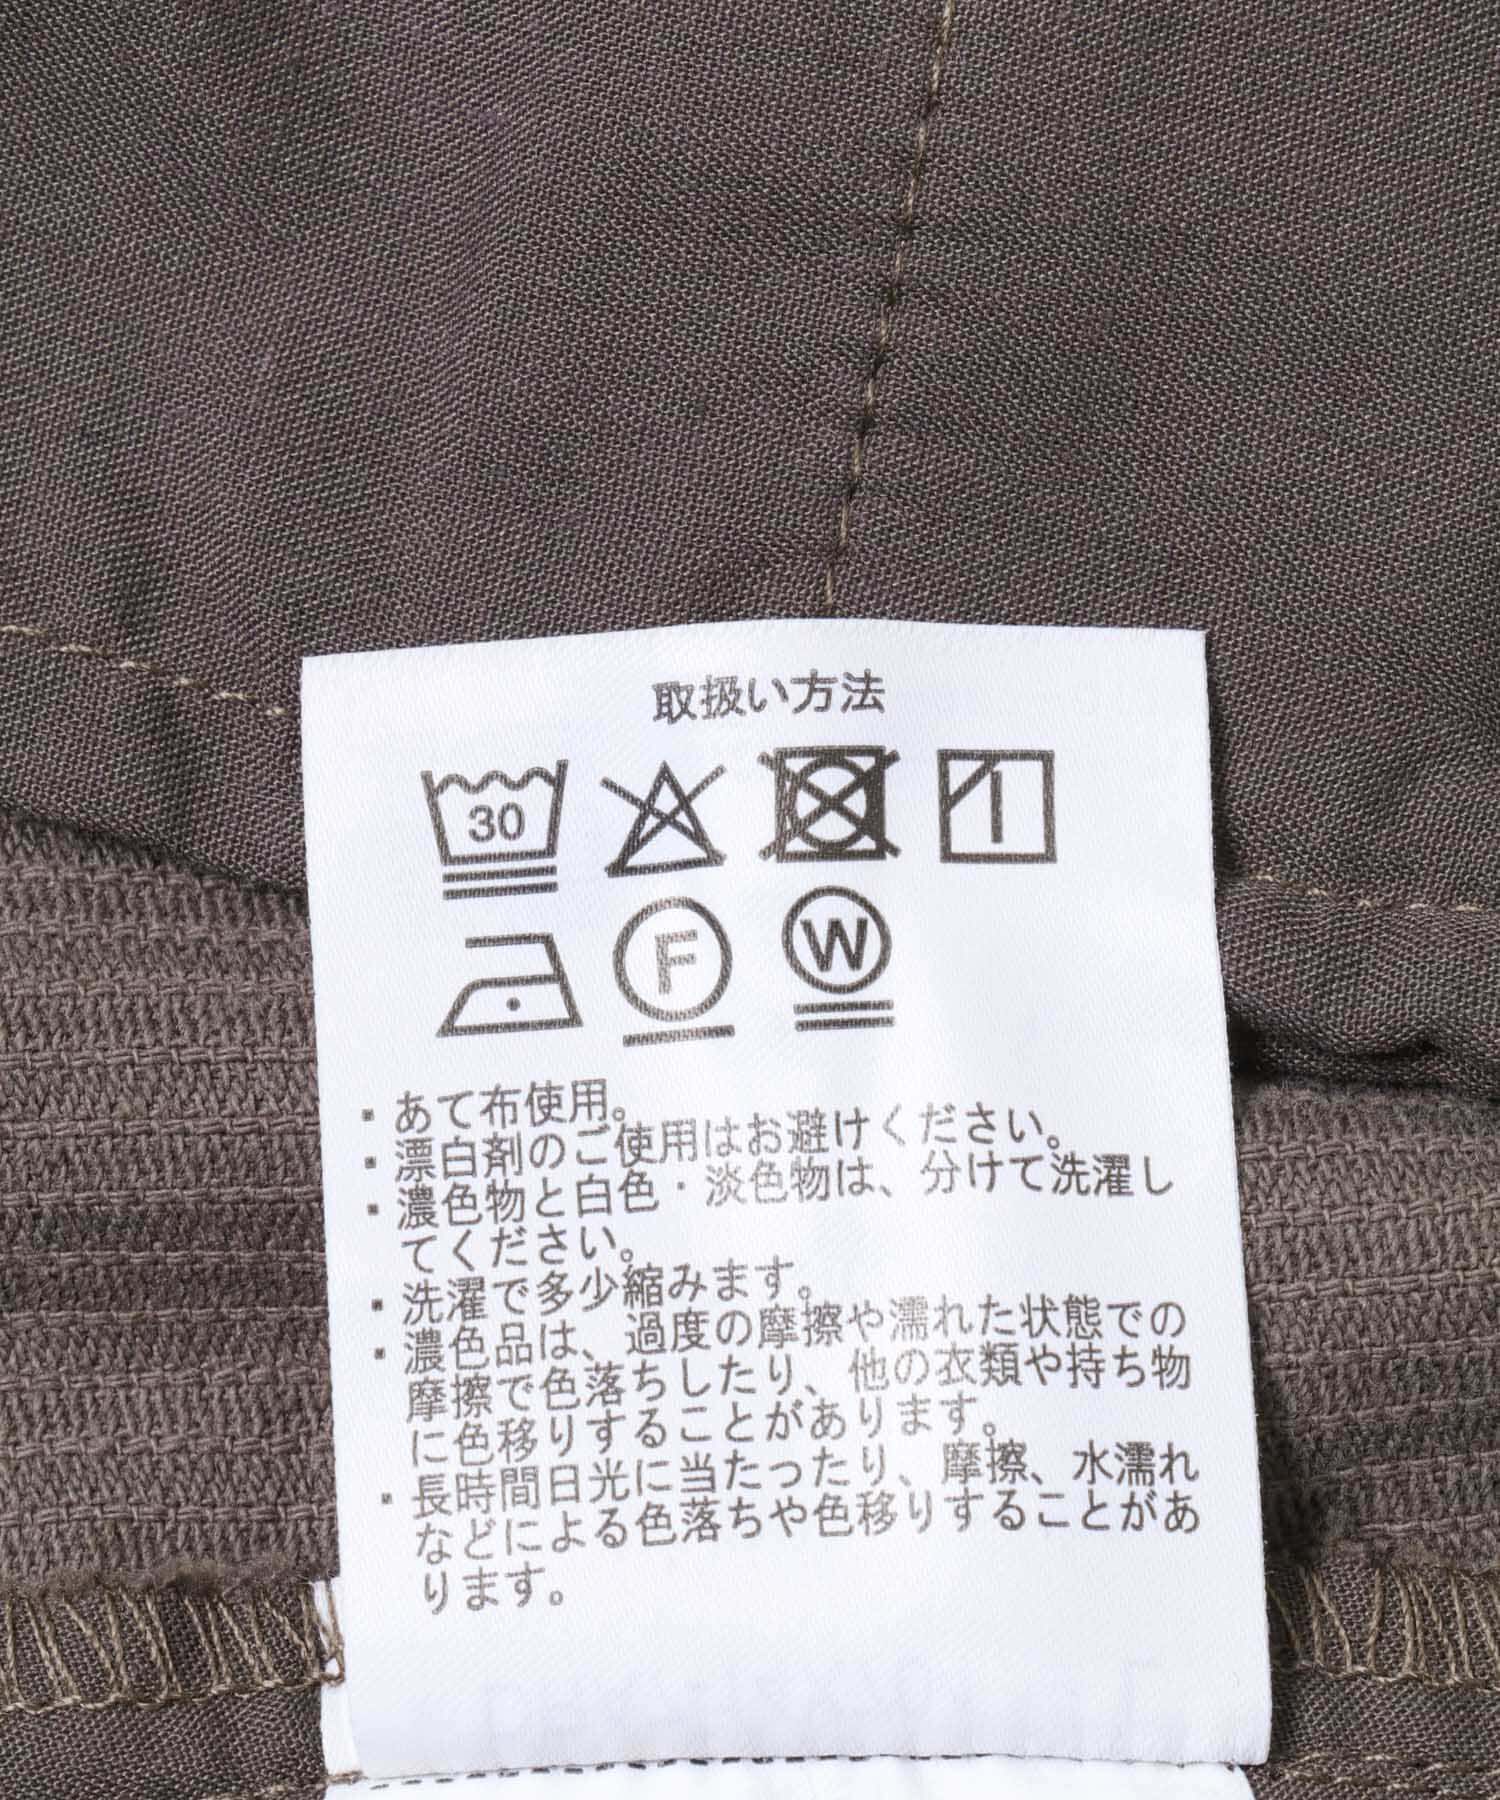 取扱い方法
30
F W
・あて布使用。
・漂白剤のご使用はお避けください。
・濃色物と白色・淡色物は、分けて洗濯し
てください。
・洗濯で多少縮みます。
・濃色品は、過度の摩擦や濡れた状態での
摩擦で色落ちしたり、他の衣類や持ち物
に色移りすることがあります。
・長時間日光に当たったり、摩擦、水濡れ
などによる色落ちや色移りすることがあ
ります。